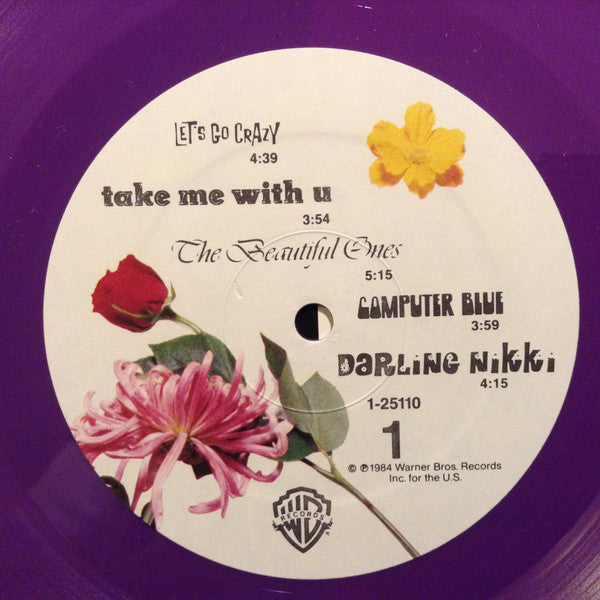 LET'S GO CRAZY
4:39
take me with u
3:54
The Beautiful Ones
5:15
COMPUTER BLUE
3:59
DARLING NIKKI
4:15
1-25110
1
© ℗ 1984 Warner Bros. Records
Inc. for the U.S.
WB
RECORDS
®